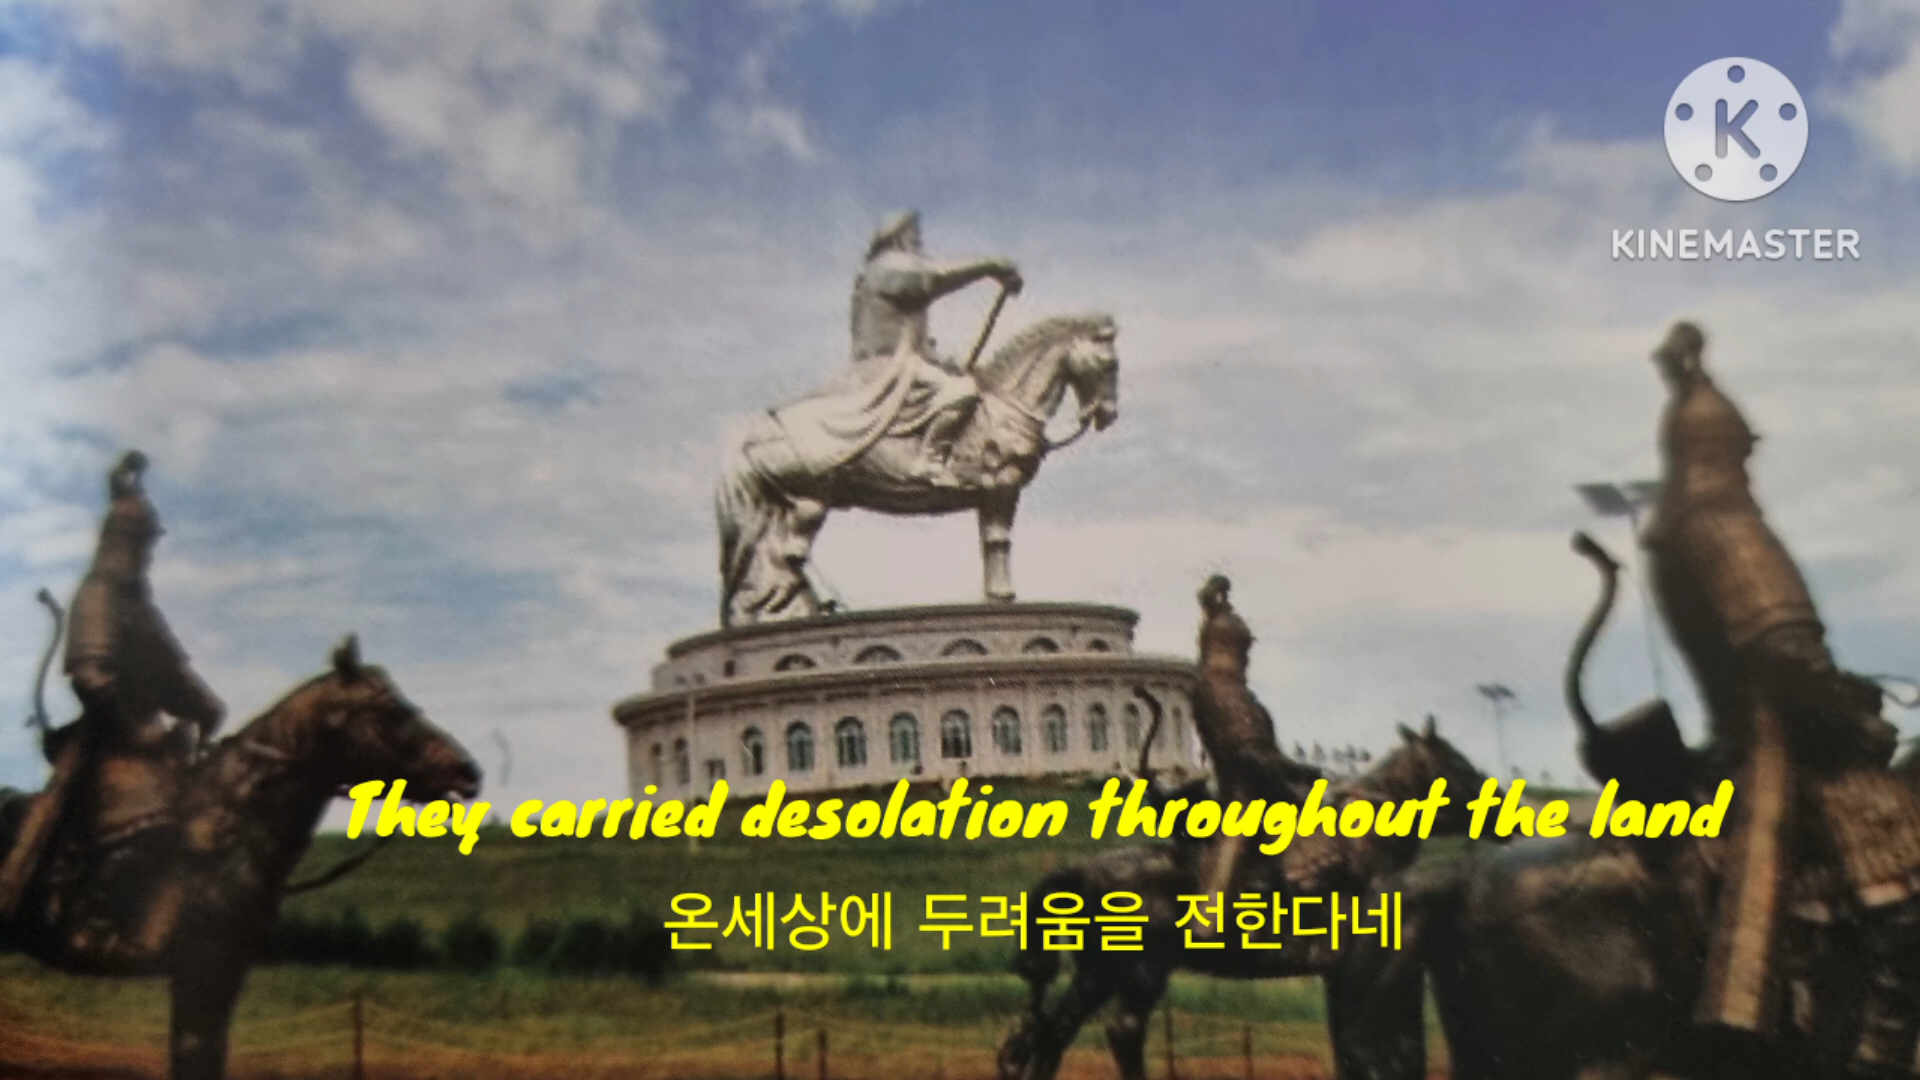 K
KINEMASTER
They carried desolation throughout the land
온세상에 두려움을 전한다네